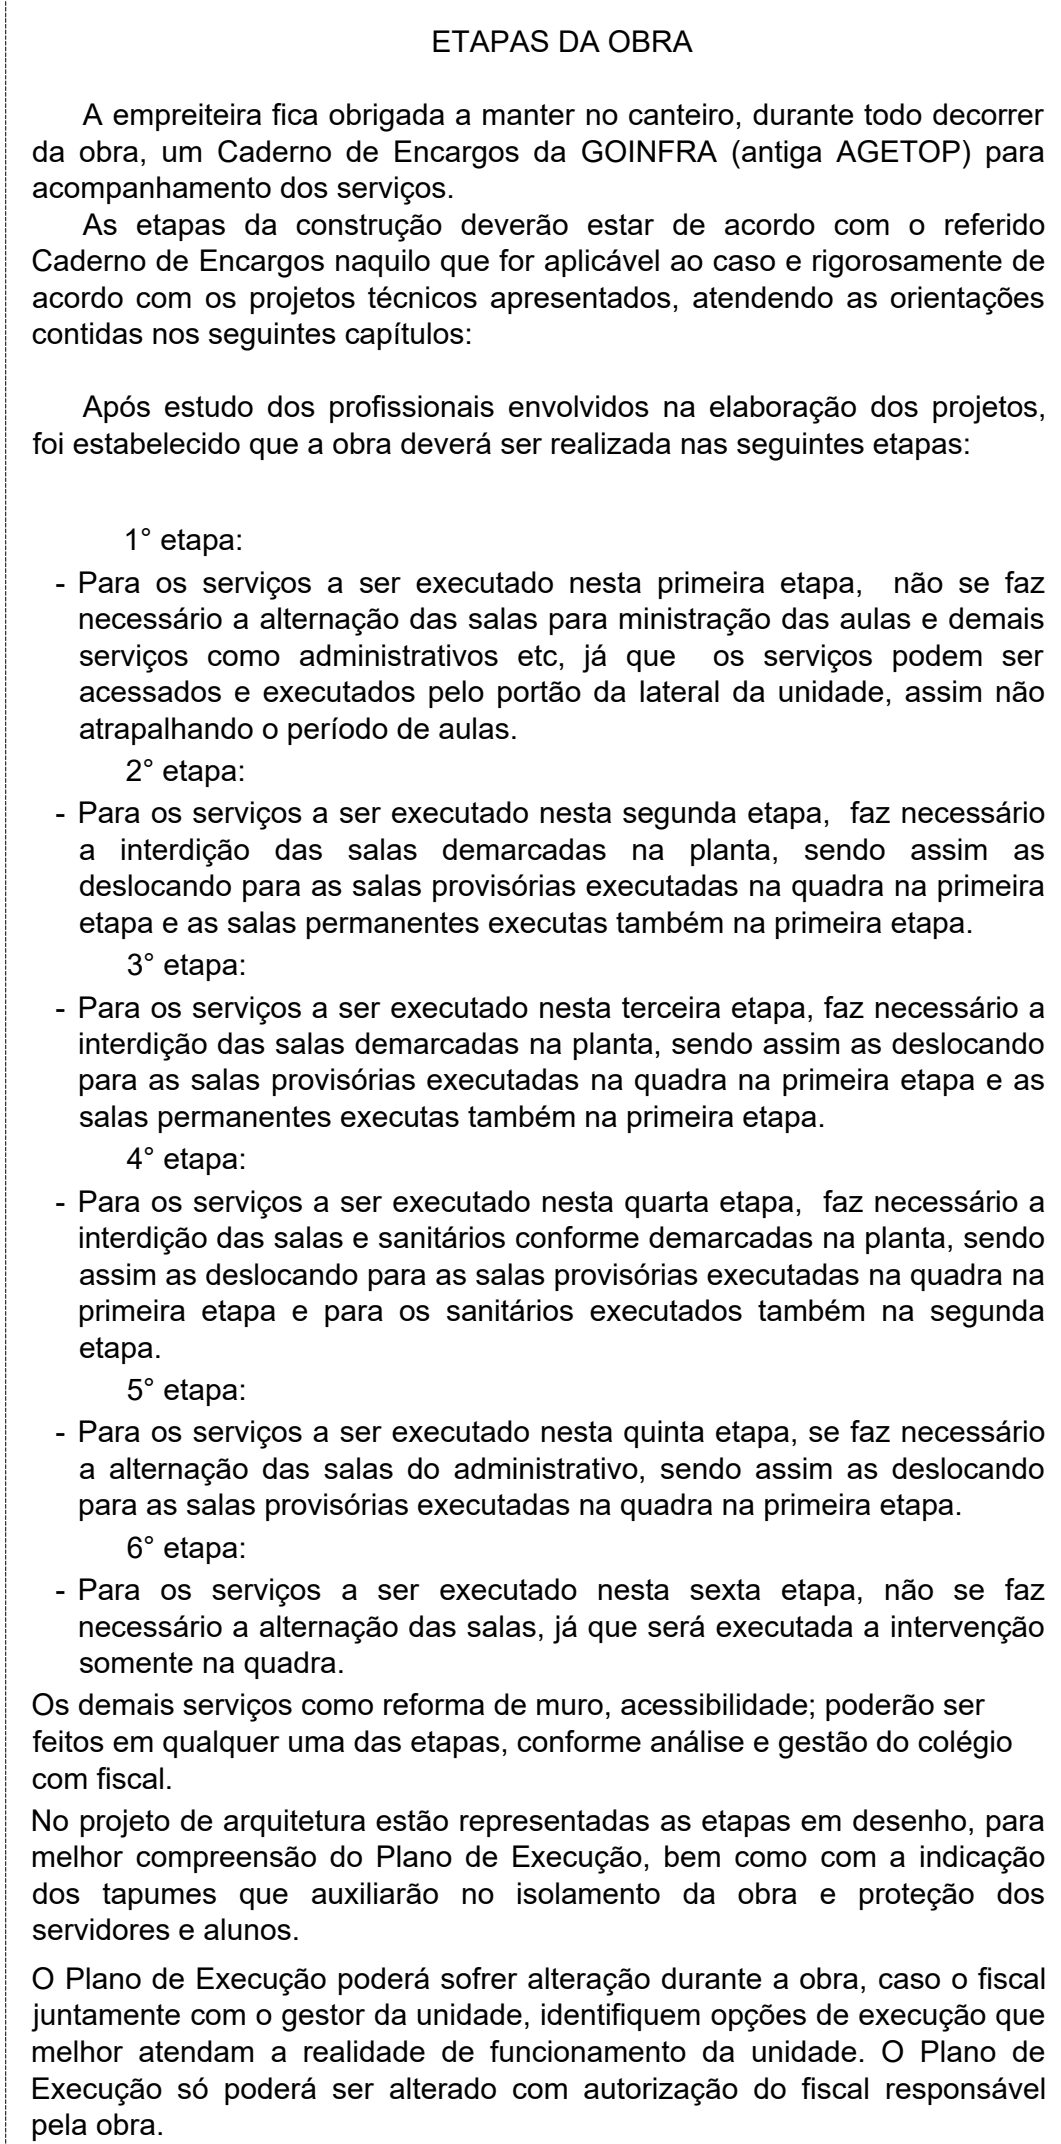 ETAPAS DA OBRA
A empreiteira fica obrigada a manter no canteiro, durante todo decorrer
da obra, um Caderno de Encargos da GOINFRA (antiga AGETOP) para
acompanhamento dos serviços.
As etapas da construção deverão estar de acordo com o referido
Caderno de Encargos naquilo que for aplicável ao caso e rigorosamente de
acordo com os projetos técnicos apresentados, atendendo as orientações
contidas nos seguintes capítulos:
Após estudo dos profissionais envolvidos na elaboração dos projetos,
foi estabelecido que a obra deverá ser realizada nas seguintes etapas:
1° etapa:
- Para os serviços a ser executado nesta primeira etapa, não se faz
necessário a alternação das salas para ministração das aulas e demais
serviços como administrativos etc, já que os serviços podem ser
acessados e executados pelo portão da lateral da unidade, assim não
atrapalhando o período de aulas.
2° etapa:
- Para os serviços a ser executado nesta segunda etapa, faz necessário
a interdição das salas demarcadas na planta, sendo assim as
deslocando para as salas provisórias executadas na quadra na primeira
etapa e as salas permanentes executas também na primeira etapa.
3° etapa:
- Para os serviços a ser executado nesta terceira etapa, faz necessário a
interdição das salas demarcadas na planta, sendo assim as deslocando
para as salas provisórias executadas na quadra na primeira etapa e as
salas permanentes executas também na primeira etapa.
4° etapa:
- Para os serviços a ser executado nesta quarta etapa, faz necessário a
interdição das salas e sanitários conforme demarcadas na planta, sendo
assim as deslocando para as salas provisórias executadas na quadra na
primeira etapa e para os sanitários executados também na segunda
etapa.
5° etapa:
- Para os serviços a ser executado nesta quinta etapa, se faz necessário
a alternação das salas do administrativo, sendo assim as deslocando
para as salas provisórias executadas na quadra na primeira etapa.
6° etapa:
- Para os serviços a ser executado nesta sexta etapa, não se faz
necessário a alternação das salas, já que será executada a intervenção
somente na quadra.
Os demais serviços como reforma de muro, acessibilidade; poderão ser
feitos em qualquer uma das etapas, conforme análise e gestão do colégio
com fiscal.
No projeto de arquitetura estão representadas as etapas em desenho, para
melhor compreensão do Plano de Execução, bem como com a indicação
dos tapumes que auxiliarão no isolamento da obra e proteção dos
servidores e alunos.
O Plano de Execução poderá sofrer alteração durante a obra, caso o fiscal
juntamente com o gestor da unidade, identifiquem opções de execução que
melhor atendam a realidade de funcionamento da unidade. O Plano de
Execução só poderá ser alterado com autorização do fiscal responsável
pela obra.